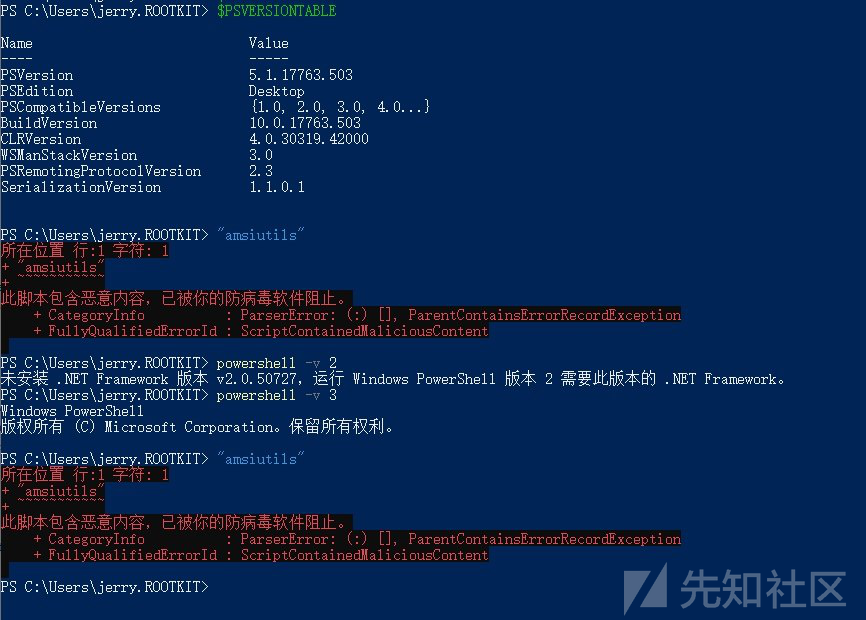 PS C:\Users\jerry.ROOTKIT> $PSVERSIONTABLE
Name Value
---- -----
PSVersion 5.1.17763.503
PSEdition Desktop
PSCompatibleVersions {1.0, 2.0, 3.0, 4.0...}
BuildVersion 10.0.17763.503
CLRVersion 4.0.30319.42000
WSManStackVersion 3.0
PSRemotingProtocolVersion 2.3
SerializationVersion 1.1.0.1
PS C:\Users\jerry.ROOTKIT> "amsiutils"
所在位置 行:1 字符: 1
+ "amsiutils"
+ ~~~~~~~~~~~
此脚本包含恶意内容，已被你的防病毒软件阻止。
+ CategoryInfo : ParserError: (:) [], ParentContainsErrorRecordException
+ FullyQualifiedErrorId : ScriptContainedMaliciousContent
PS C:\Users\jerry.ROOTKIT> powershell -v 2
未安装 .NET Framework 版本 v2.0.50727，运行 Windows PowerShell 版本 2 需要此版本的 .NET Framework。
PS C:\Users\jerry.ROOTKIT> powershell -v 3
Windows PowerShell
版权所有 (C) Microsoft Corporation。保留所有权利。
PS C:\Users\jerry.ROOTKIT> "amsiutils"
所在位置 行:1 字符: 1
+ "amsiutils"
+ ~~~~~~~~~~~
此脚本包含恶意内容，已被你的防病毒软件阻止。
+ CategoryInfo : ParserError: (:) [], ParentContainsErrorRecordException
+ FullyQualifiedErrorId : ScriptContainedMaliciousContent
PS C:\Users\jerry.ROOTKIT>
先知社区